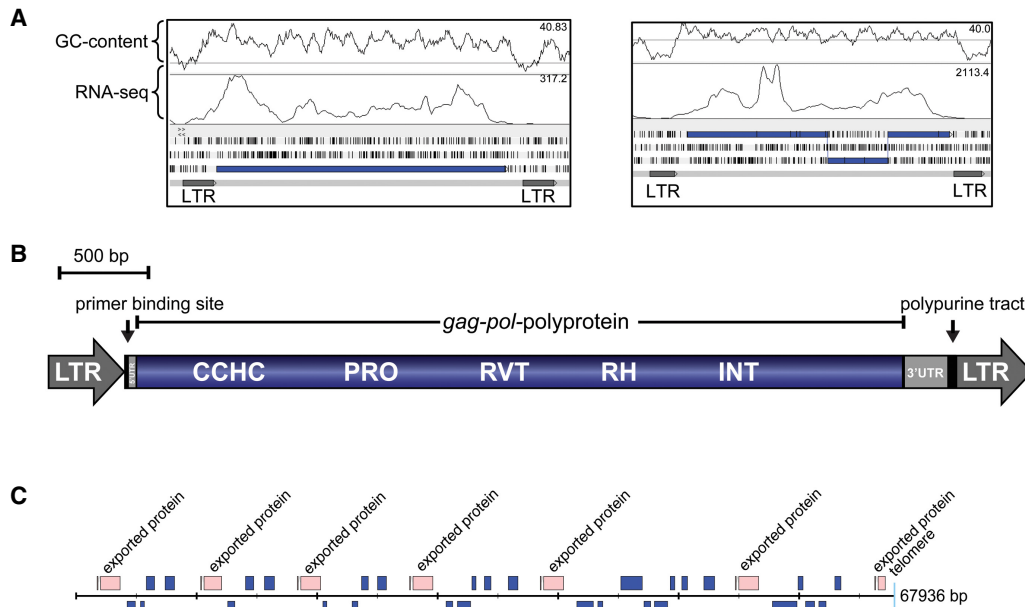 A
GC-content
RNA-seq
40.83
317.2
>>
<<
LTR
LTR
40.0
2113.4
LTR
LTR
B
500 bp
primer binding site
gag-pol-polyprotein
polypurine tract
LTR
5'UTR
CCHC
PRO
RVT
RH
INT
3'UTR
LTR
C
exported protein
exported protein
exported protein
exported protein
exported protein
exported protein
exported protein
telomere
67936 bp